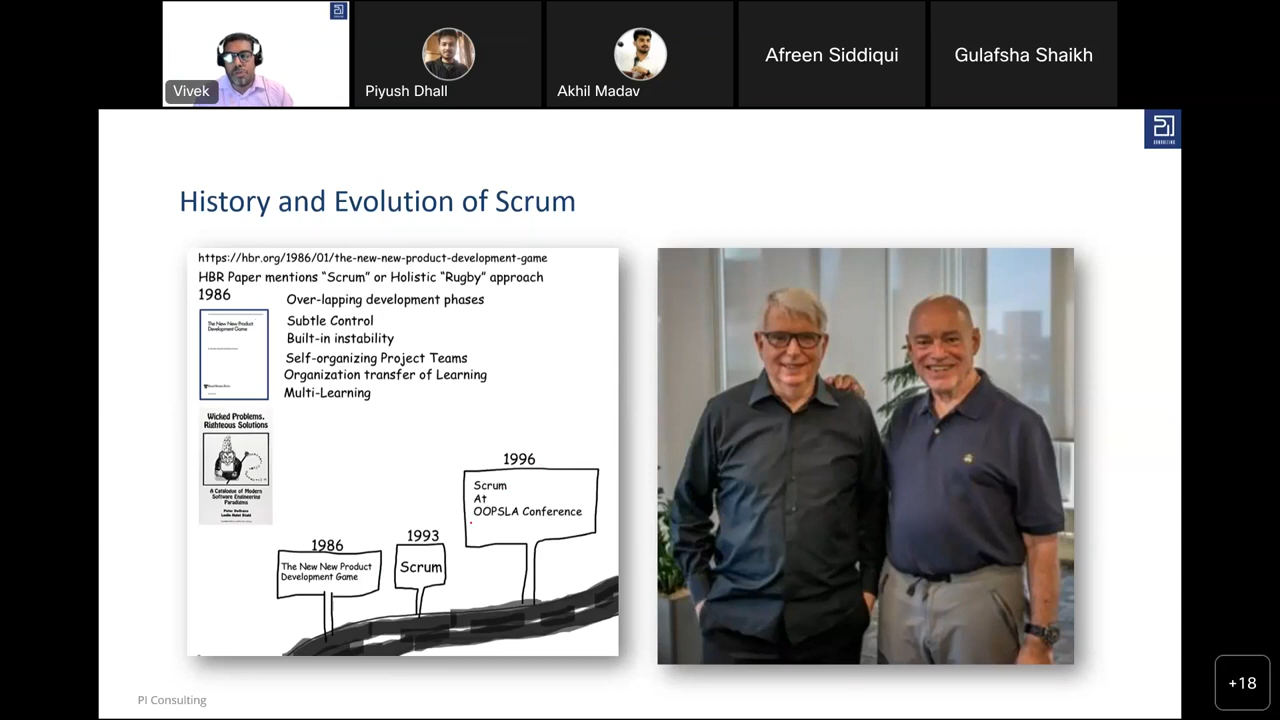 Vivek
Piyush Dhall
Akhil Madav
Afreen Siddiqui
Gulafsha Shaikh
CONSULTING
History and Evolution of Scrum
https://hbr.org/1986/01/the-new-new-product-development-game
HBR Paper mentions “Scrum” or Holistic “Rugby” approach
1986
Over-lapping development phases
Subtle Control
Built-in instability
Self-organizing Project Teams
Organization transfer of Learning
Multi-Learning
The New New Product
Development Game
Wicked Problems,
Righteous Solutions
A Catalogue of Modern
Software Engineering
Paradigms
1986
The New New Product
Development Game
1993
Scrum
1996
Scrum
At
OOPSLA Conference
PI Consulting
+18